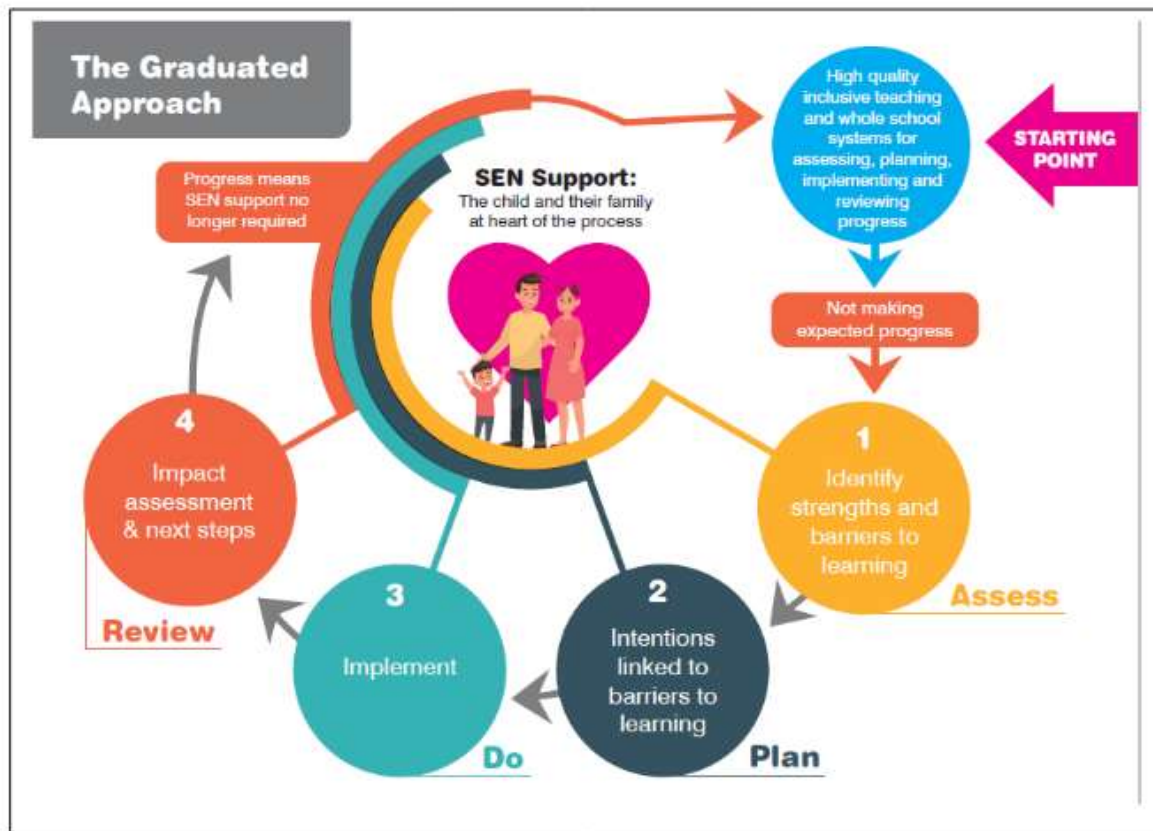 The Graduated
Approach
High quality
inclusive teaching
and whole school
systems for
assessing, planning,
implementing and
reviewing
progress
STARTING
POINT
Progress means
SEN support no
longer required
SEN Support:
The child and their family
at heart of the process
Not making
expected progress
1
Identify
strengths and
barriers to
learning
Assess
2
Intentions
linked to
barriers to
learning
Plan
3
Implement
Do
4
Impact
assessment
& next steps
Review